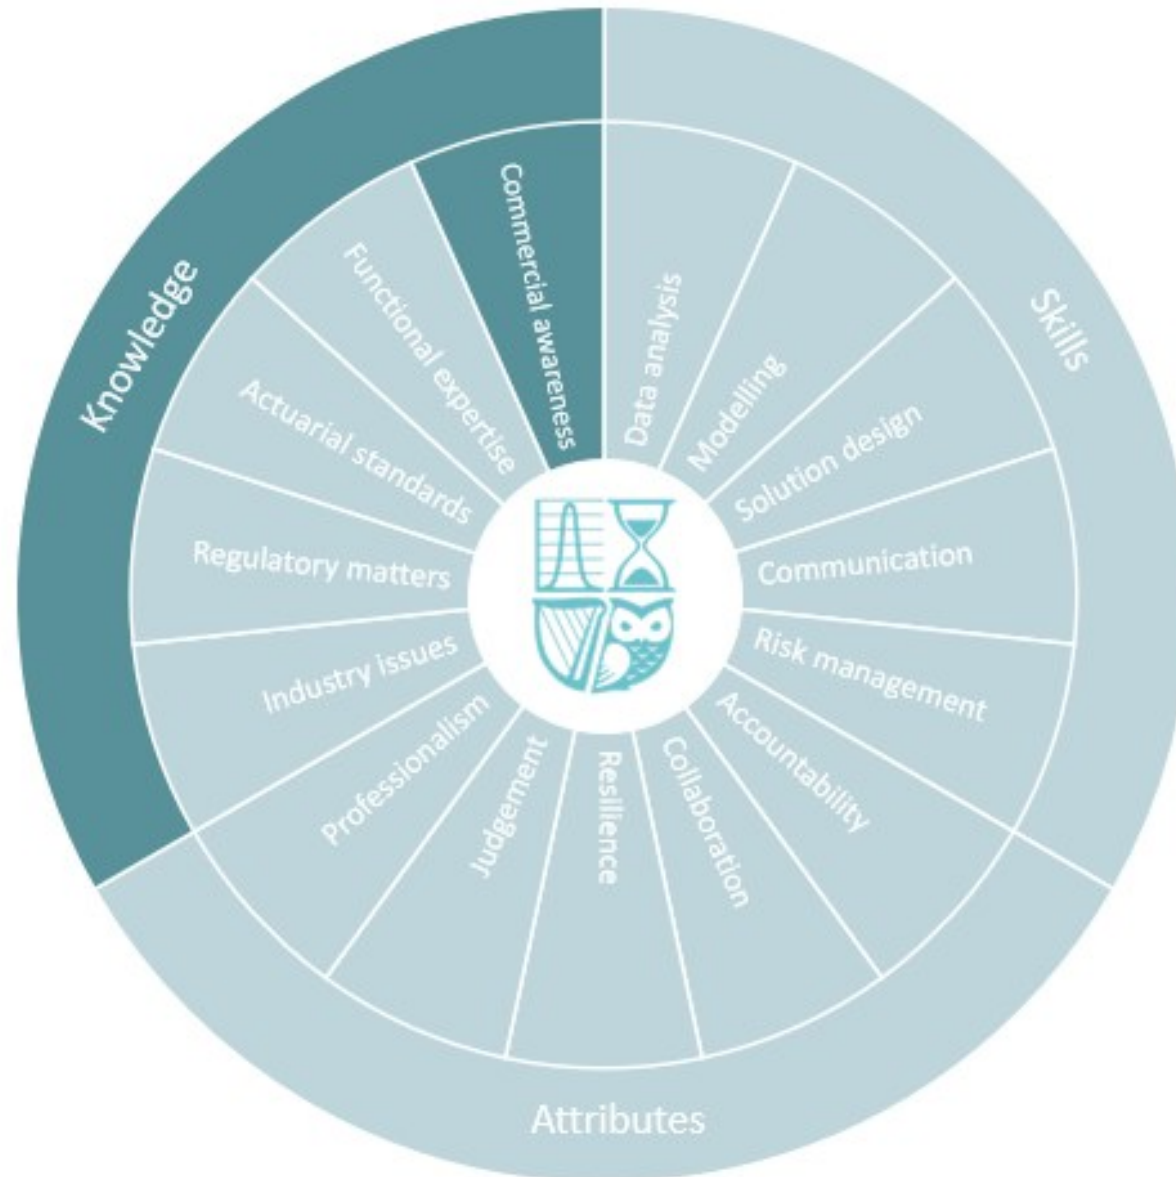 Knowledge
Skills
Attributes
Commercial awareness
Data analysis
Modelling
Solution design
Communication
Risk management
Accountability
Collaboration
Resilience
Judgement
Professionalism
Industry issues
Regulatory matters
Actuarial standards
Functional expertise